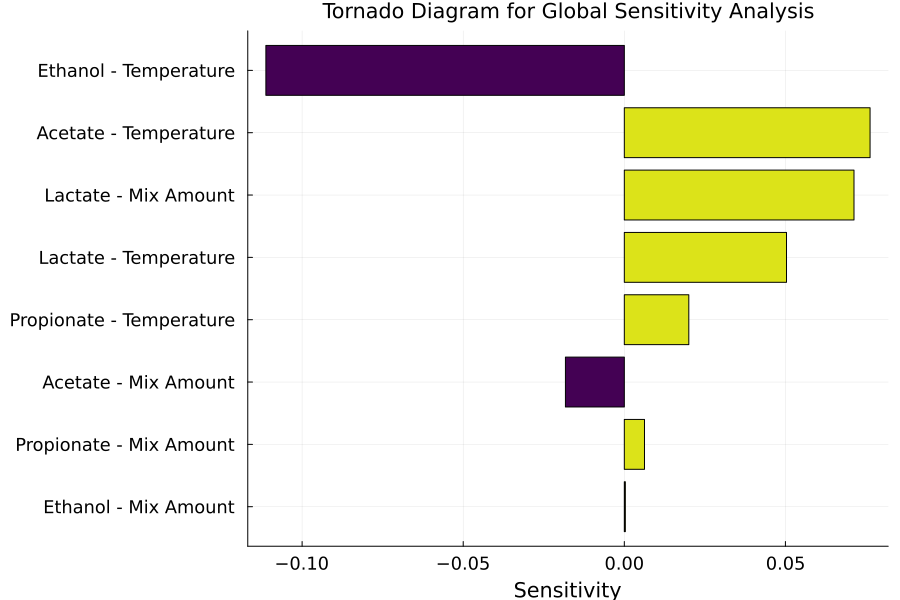 Tornado Diagram for Global Sensitivity Analysis
Ethanol - Temperature
Acetate - Temperature
Lactate - Mix Amount
Lactate - Temperature
Propionate - Temperature
Acetate - Mix Amount
Propionate - Mix Amount
Ethanol - Mix Amount
−0.10 −0.05 0.00 0.05
Sensitivity